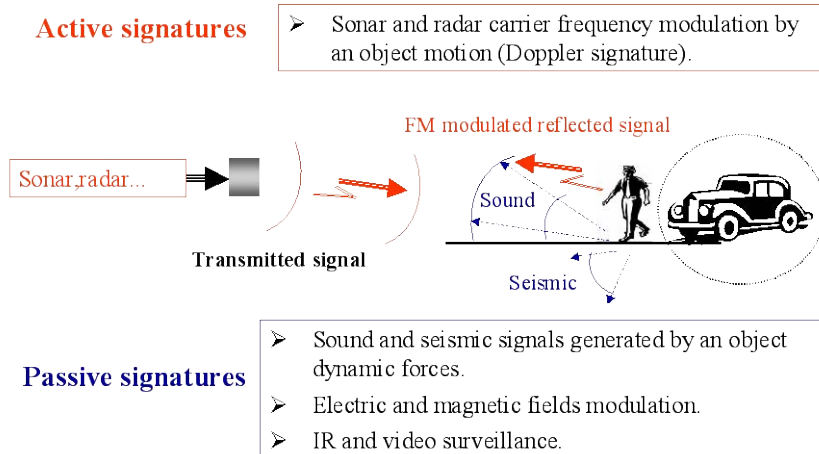 Active signatures
➢ Sonar and radar carrier frequency modulation by
an object motion (Doppler signature).
FM modulated reflected signal
Sonar,radar...
Sound
Transmitted signal
Seismic
Passive signatures
➢ Sound and seismic signals generated by an object
dynamic forces.
➢ Electric and magnetic fields modulation.
➢ IR and video surveillance.